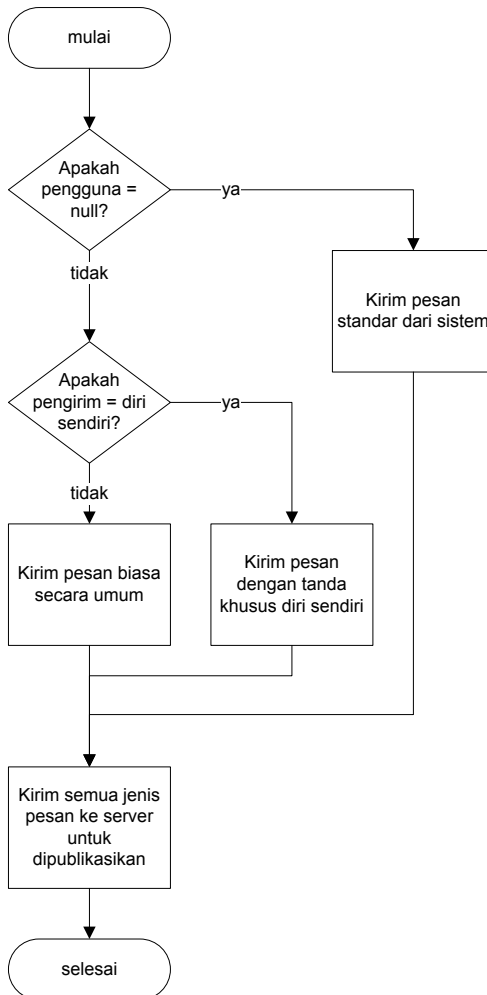 mulai
Apakah
pengguna =
null?
ya
tidak
Kirim pesan
standar dari sistem
Apakah
pengirim = diri
sendiri?
ya
tidak
Kirim pesan biasa
secara umum
Kirim pesan
dengan tanda
khusus diri sendiri
Kirim semua jenis
pesan ke server
untuk
dipublikasikan
selesai